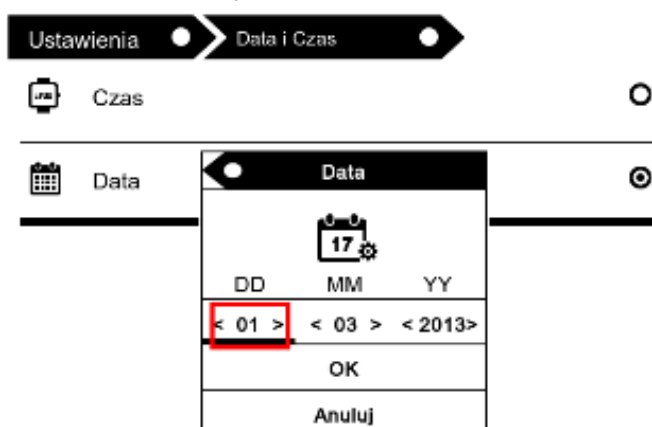 Ustawienia Data i Czas
Czas
Data
Data
17
DD MM YY
< 01 > < 03 > < 2013>
OK
Anuluj